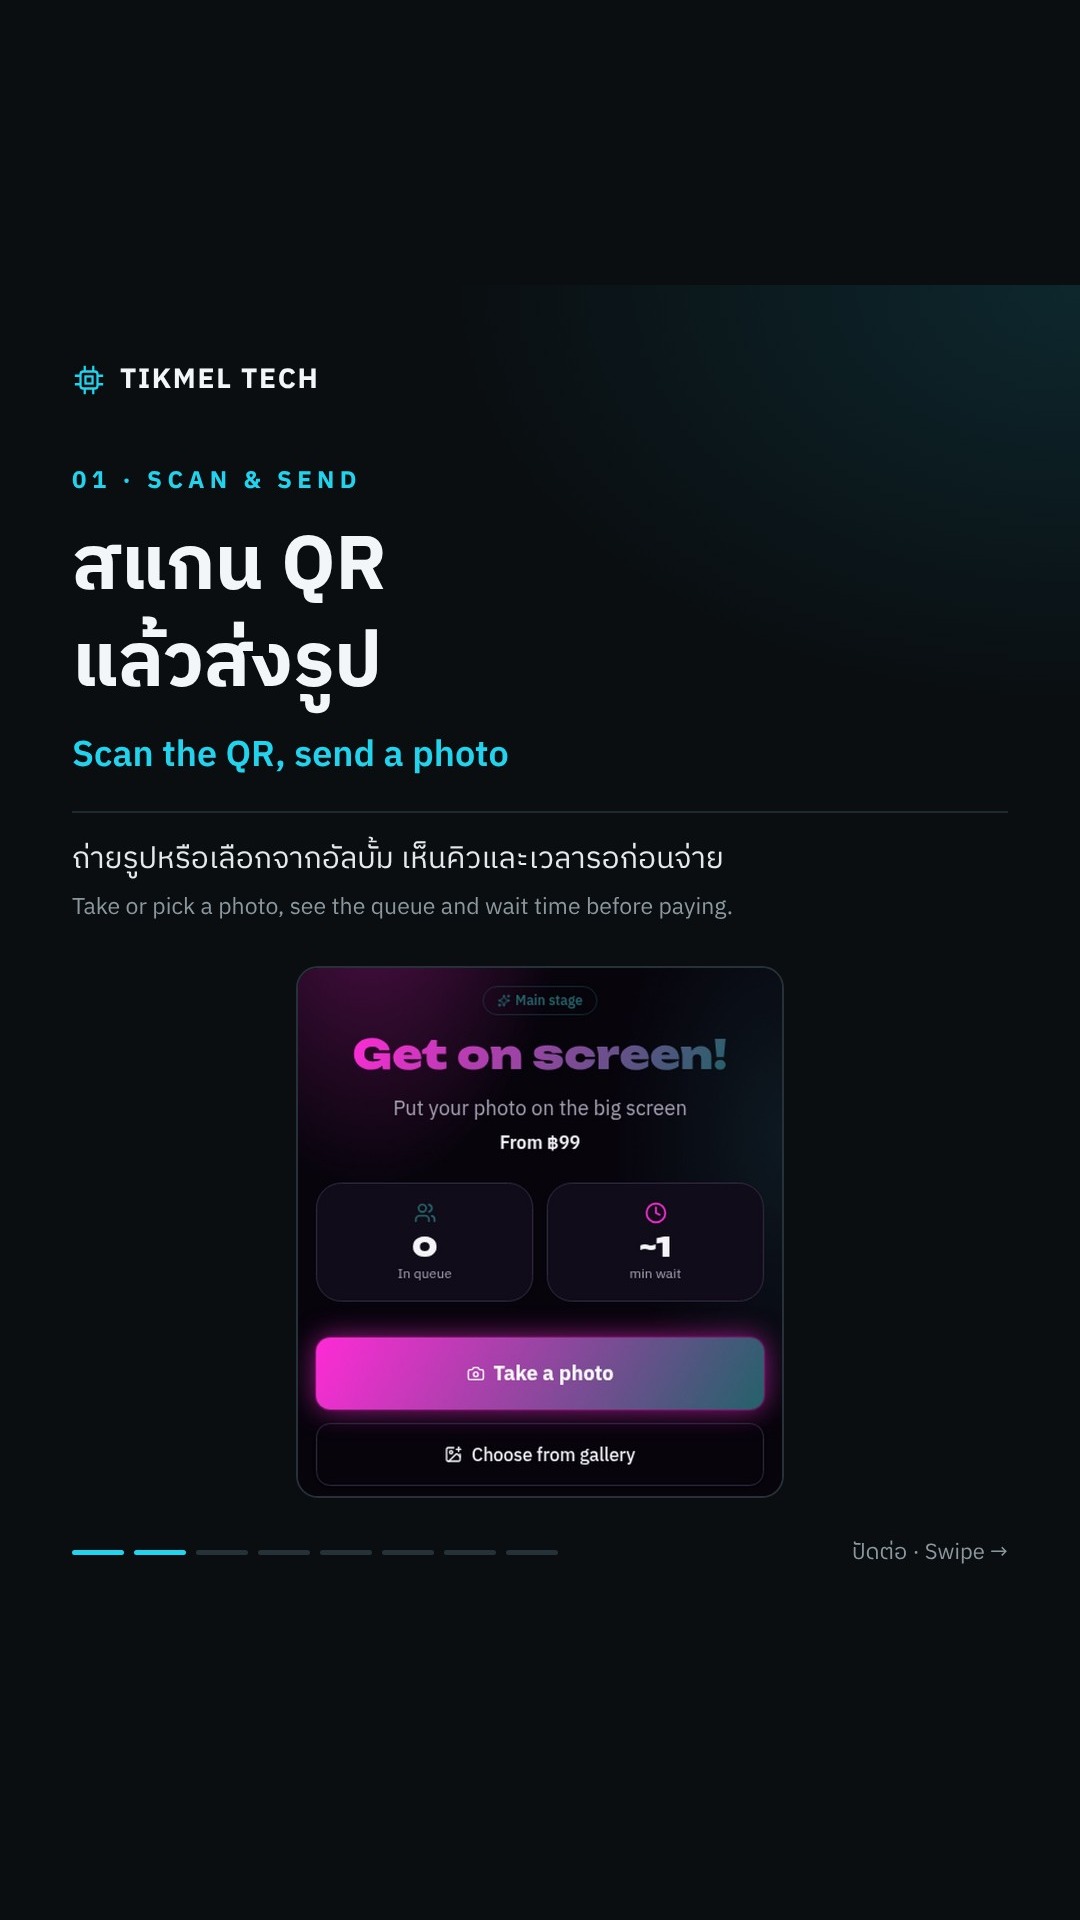 TIKMEL TECH
01 · SCAN & SEND
สแกน QR
แล้วส่งรูป
Scan the QR, send a photo
ถ่ายรูปหรือเลือกจากอัลบั้ม เห็นคิวและเวลารอก่อนจ่าย
Take or pick a photo, see the queue and wait time before paying.
Main stage
Get on screen!
Put your photo on the big screen
From ฿99
0
In queue
~1
min wait
Take a photo
Choose from gallery
ปัดต่อ · Swipe →